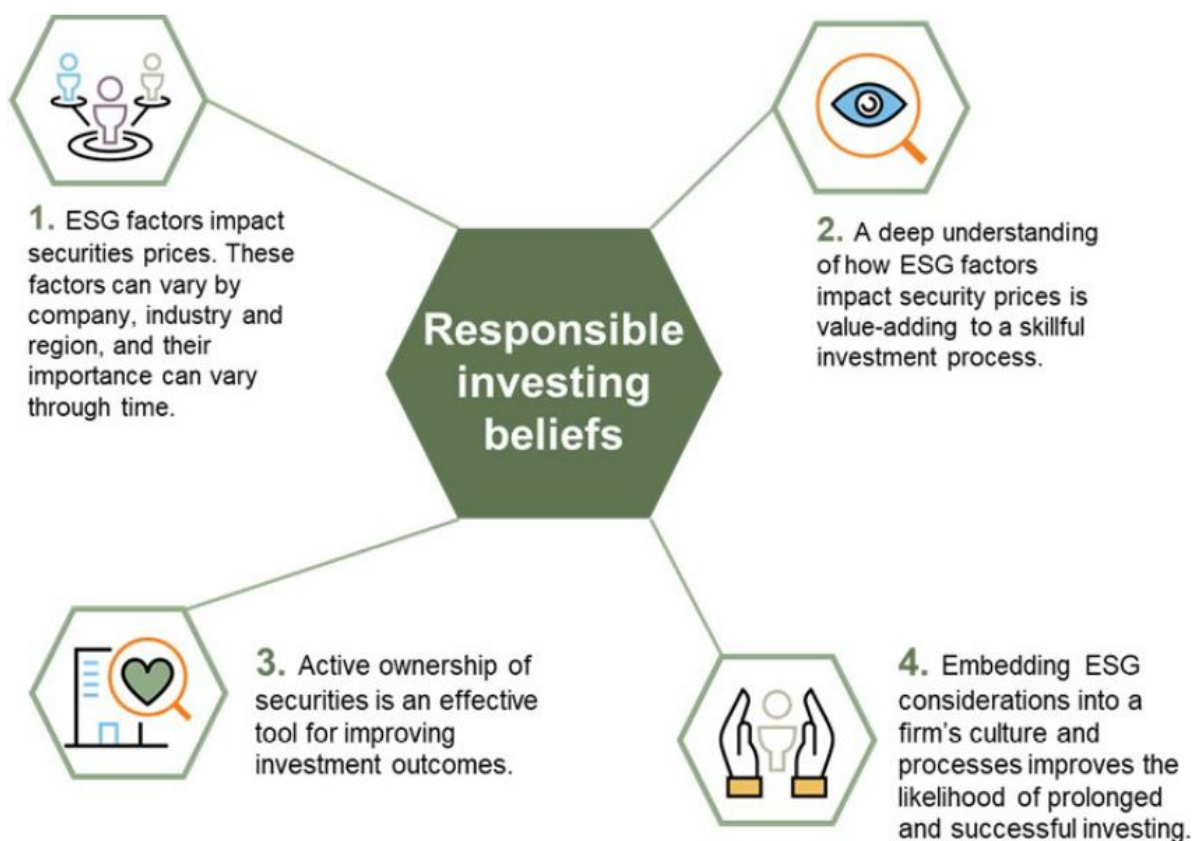 1. ESG factors impact
securities prices. These
factors can vary by
company, industry and
region, and their
importance can vary
through time.
2. A deep understanding
of how ESG factors
impact security prices is
value-adding to a skillful
investment process.
Responsible
investing
beliefs
3. Active ownership of
securities is an effective
tool for improving
investment outcomes.
4. Embedding ESG
considerations into a
firm's culture and
processes improves the
likelihood of prolonged
and successful investing.